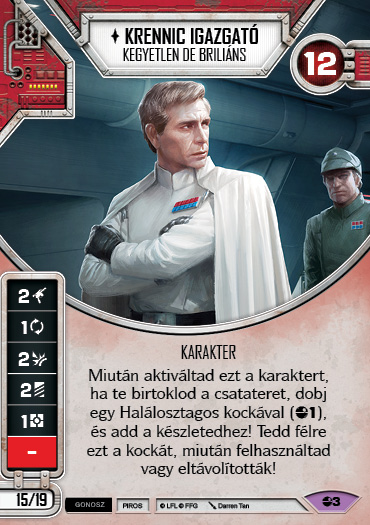 KRENNIC IGAZGATÓ
KEGYETLEN DE BRILIÁNS
12
2
1
2
2
1
-
KARAKTER
Miután aktiváltad ezt a karaktert,
ha te birtoklod a csatateret, dobj
egy Halálosztagos kockával (1),
és add a készletedhez! Tedd félre
ezt a kockát, miután felhasználtad
vagy eltávolították!
15/19
GONOSZ
PIROS
© LFL © FFG
Darren Tan
3